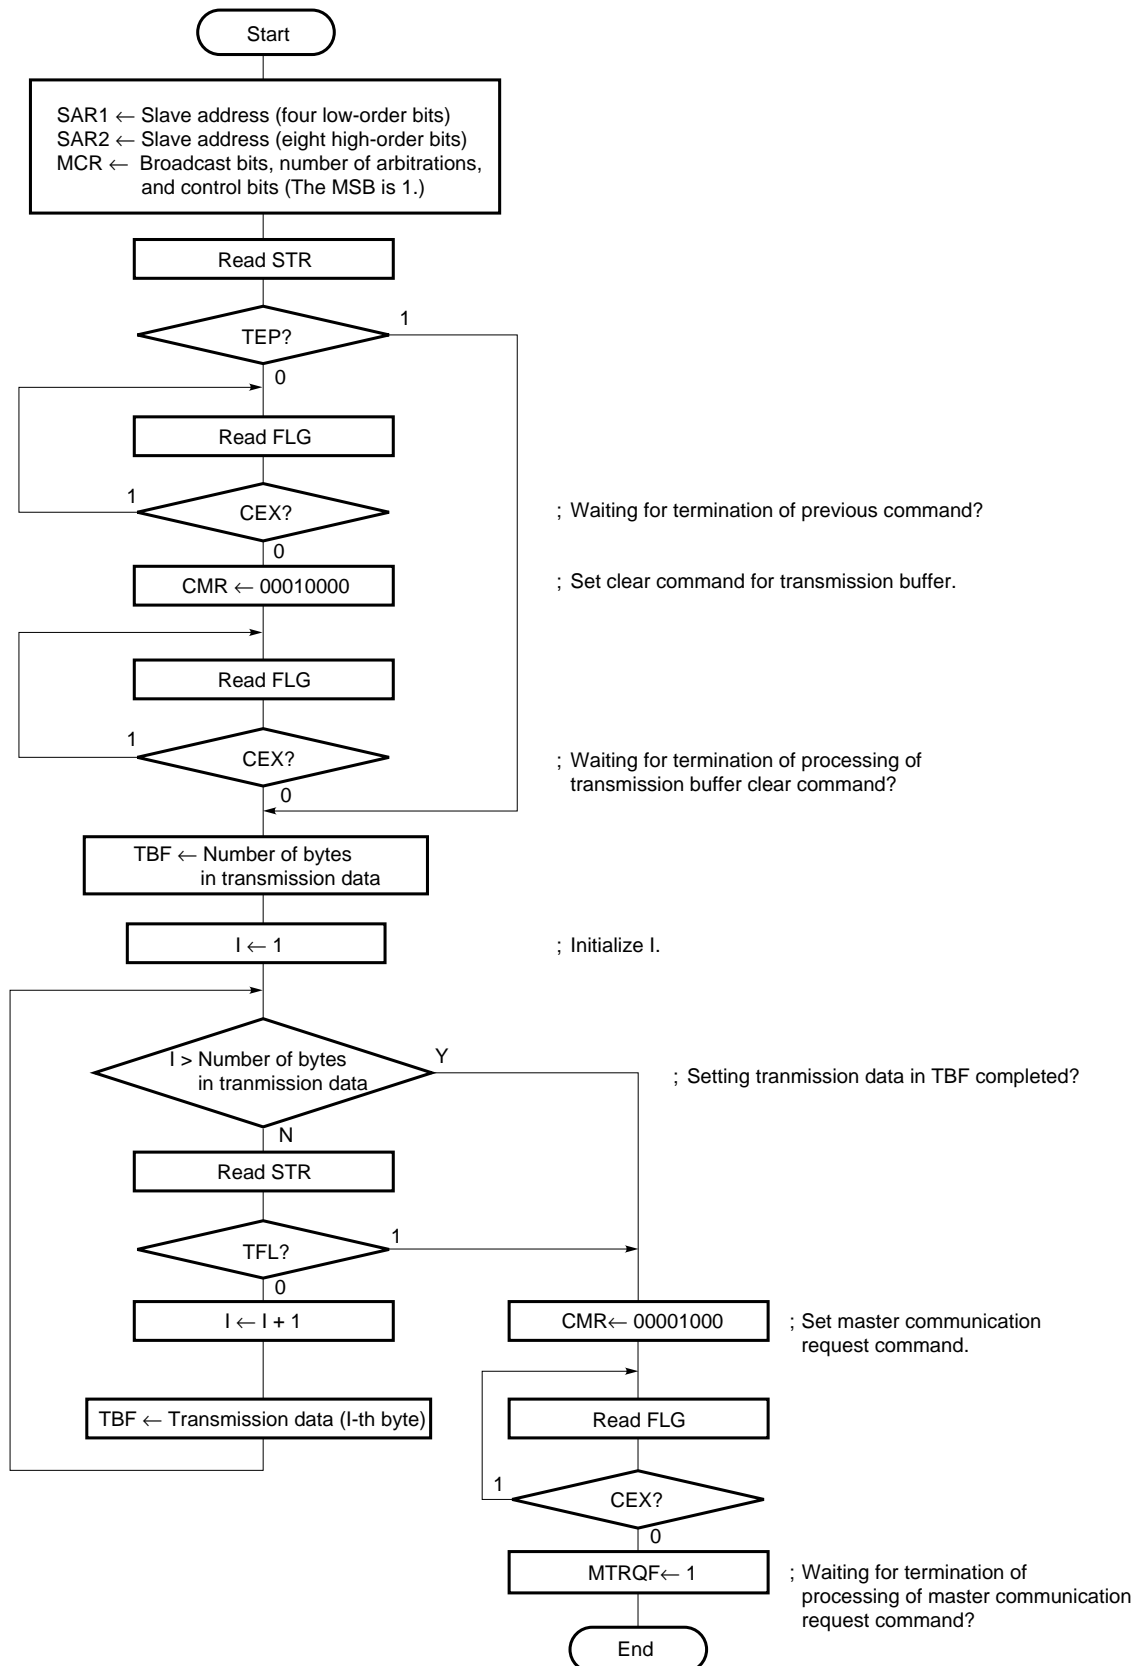 Start
SAR1 ← Slave address (four low-order bits)
SAR2 ← Slave address (eight high-order bits)
MCR ← Broadcast bits, number of arbitrations,
and control bits (The MSB is 1.)
Read STR
TEP?
1
0
Read FLG
1
CEX?
; Waiting for termination of previous command?
0
CMR ← 00010000
; Set clear command for transmission buffer.
Read FLG
1
CEX?
; Waiting for termination of processing of
transmission buffer clear command?
0
TBF ← Number of bytes
in transmission data
I ← 1
; Initialize I.
I > Number of bytes
in tranmission data
Y
; Setting tranmission data in TBF completed?
N
Read STR
TFL?
1
0
I ← I + 1
CMR← 00001000
; Set master communication
request command.
TBF ← Transmission data (I-th byte)
Read FLG
1
CEX?
0
MTRQF← 1
; Waiting for termination of
processing of master communication
request command?
End